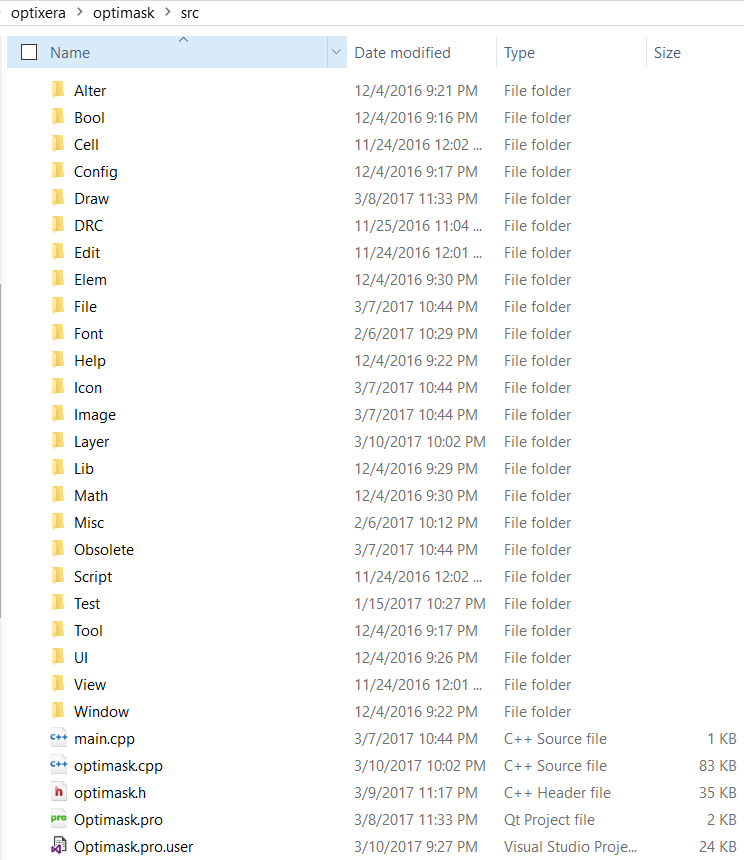 optixera > optimask > src
Name Date modified Type Size
Alter 12/4/2016 9:21 PM File folder
Bool 12/4/2016 9:16 PM File folder
Cell 11/24/2016 12:02 ... File folder
Config 12/4/2016 9:17 PM File folder
Draw 3/8/2017 11:33 PM File folder
DRC 11/25/2016 11:04 ... File folder
Edit 11/24/2016 12:01 ... File folder
Elem 12/4/2016 9:30 PM File folder
File 3/7/2017 10:44 PM File folder
Font 2/6/2017 10:29 PM File folder
Help 12/4/2016 9:22 PM File folder
Icon 3/7/2017 10:44 PM File folder
Image 3/7/2017 10:44 PM File folder
Layer 3/10/2017 10:02 PM File folder
Lib 12/4/2016 9:29 PM File folder
Math 12/4/2016 9:30 PM File folder
Misc 2/6/2017 10:12 PM File folder
Obsolete 3/7/2017 10:44 PM File folder
Script 11/24/2016 12:02 ... File folder
Test 1/15/2017 10:27 PM File folder
Tool 12/4/2016 9:17 PM File folder
UI 12/4/2016 9:26 PM File folder
View 11/24/2016 12:01 ... File folder
Window 12/4/2016 9:22 PM File folder
C++ main.cpp 3/7/2017 10:44 PM C++ Source file 1 KB
C++ optimask.cpp 3/10/2017 10:02 PM C++ Source file 83 KB
h optimask.h 3/9/2017 11:17 PM C++ Header file 35 KB
pro Optimask.pro 3/8/2017 11:33 PM Qt Project file 2 KB
Optimask.pro.user 3/10/2017 9:27 PM Visual Studio Proje... 24 KB